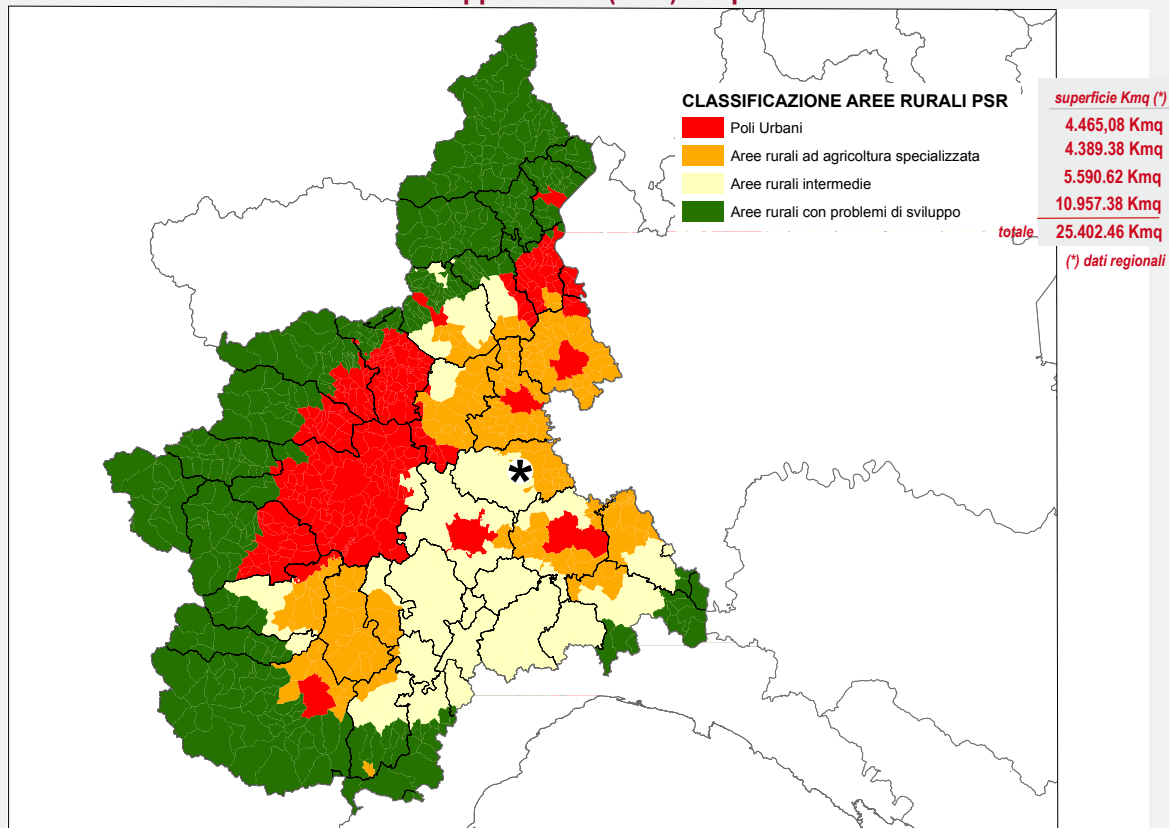 CLASSIFICAZIONE AREE RURALI PSR
superficie Kmq (*)
Poli Urbani
4.465,08 Kmq
Aree rurali ad agricoltura specializzata
4.389.38 Kmq
Aree rurali intermedie
5.590.62 Kmq
Aree rurali con problemi di sviluppo
10.957.38 Kmq
totale 25.402.46 Kmq
(*) dati regionali
*